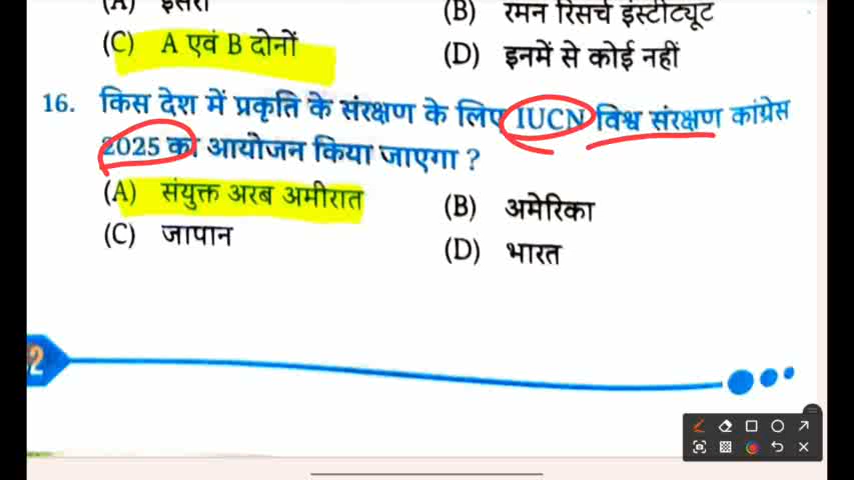 (A) इसरो
(B) रमन रिसर्च इंस्टीट्यूट
(C) A एवं B दोनों
(D) इनमें से कोई नहीं
16. किस देश में प्रकृति के संरक्षण के लिए IUCN विश्व संरक्षण कांग्रेस
2025 का आयोजन किया जाएगा ?
(A) संयुक्त अरब अमीरात
(B) अमेरिका
(C) जापान
(D) भारत